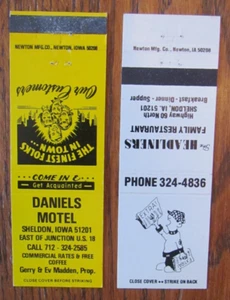 NEWTON MFG. CO., NEWTON, IOWA 50208
Our Customers
THE FINEST FOLKS
IN TOWN
COME IN
Get Acquainted
DANIELS
MOTEL
SHELDON, IOWA 51201
EAST OF JUNCTION U.S. 18
CALL 712 - 324-2585
COMMERCIAL RATES & FREE
COFFEE
Gerry & Ev Madden, Prop.
CLOSE COVER BEFORE STRIKING
Newton Mfg. Co., Newton, IA 50208
Breakfast - Dinner - Supper
SHELDON, IA 51201
Highway 60 North
FAMILY RESTAURANT
The HEADLINERS
PHONE 324-4836
CLOSE COVER • • STRIKE ON BACK